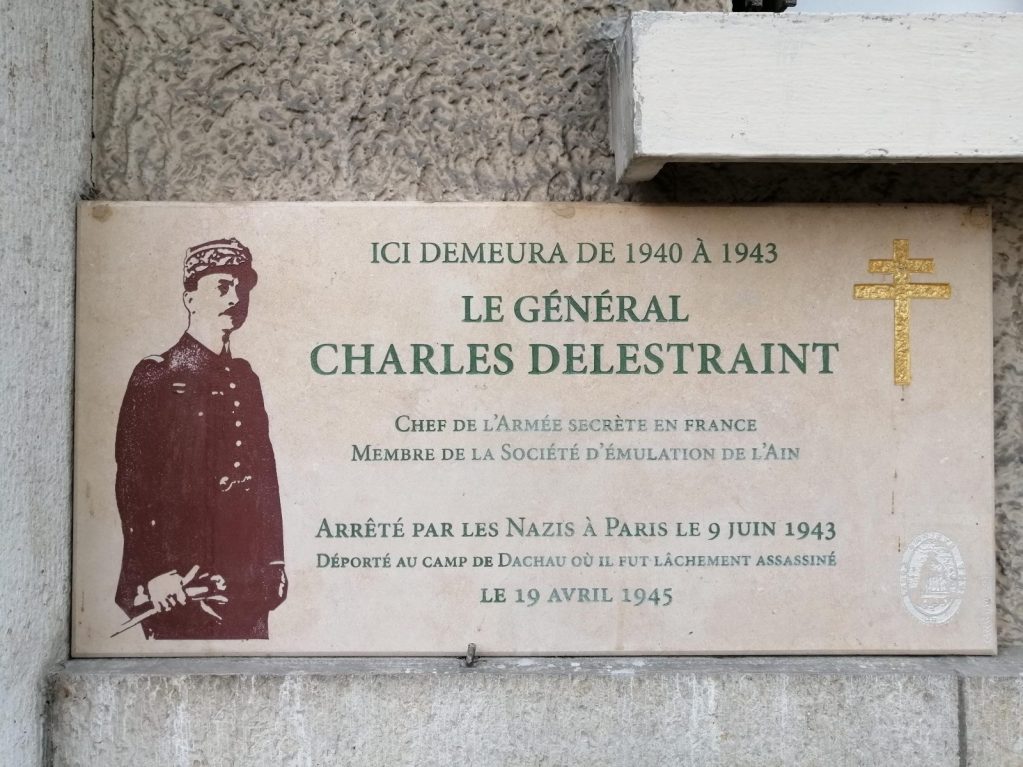 ICI DEMEURA DE 1940 À 1943
LE GÉNÉRAL
CHARLES DELESTRAINT
CHEF DE L'ARMÉE SECRÈTE EN FRANCE
MEMBRE DE LA SOCIÉTÉ D'ÉMULATION DE L'AIN
ARRÊTÉ PAR LES NAZIS À PARIS LE 9 JUIN 1943
DÉPORTÉ AU CAMP DE DACHAU OÙ IL FUT LÂCHEMENT ASSASSINÉ
LE 19 AVRIL 1945